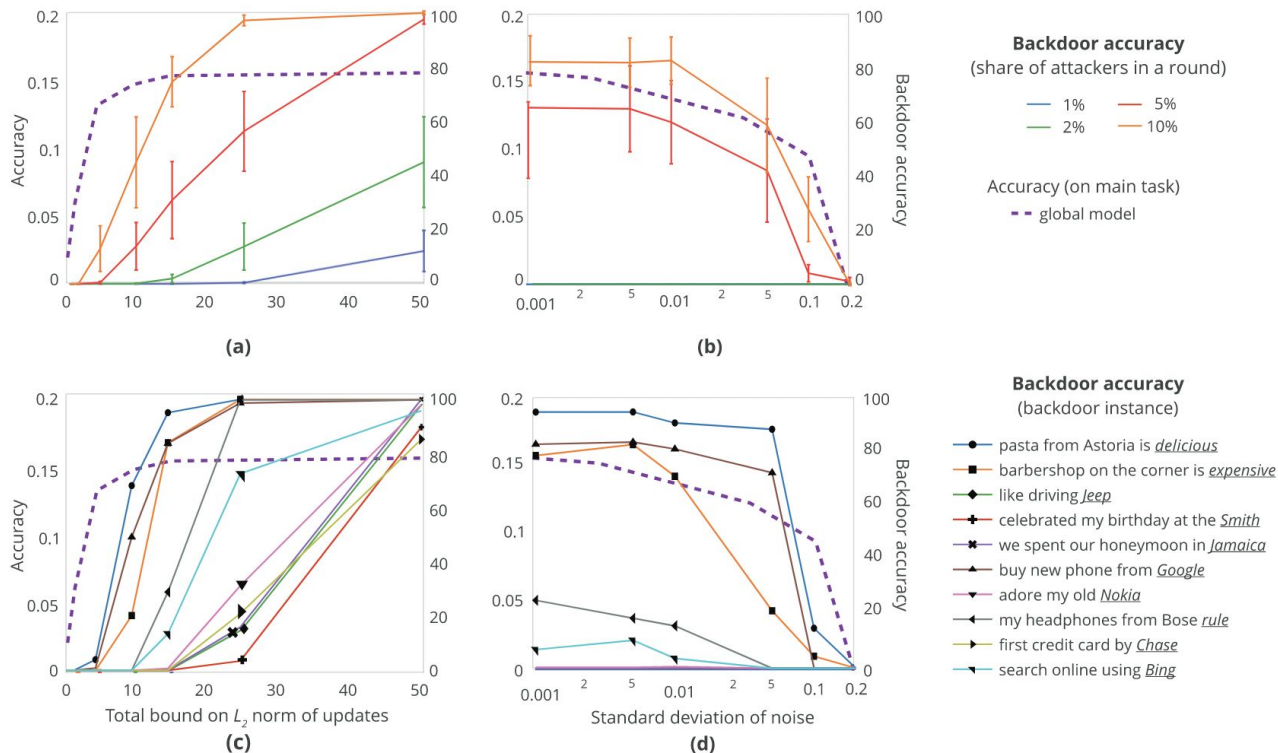 0.2
0.15
0.1
0.05
0
Accuracy
0 10 20 30 40 50
100
80
60
40
20
0
(a)
0.2
0.15
0.1
0.05
0
0.001 2 5 0.01 2 5 0.1 0.2
100
80
60
40
20
0
Backdoor accuracy
(b)
Backdoor accuracy
(share of attackers in a round)
1% 5%
2% 10%
Accuracy (on main task)
global model
0.2
0.15
0.1
0.05
0
Accuracy
0 10 20 30 40 50
100
80
60
40
20
0
Total bound on L2 norm of updates
(c)
0.2
0.15
0.1
0.05
0
0.001 2 5 0.01 2 5 0.1 0.2
100
80
60
40
20
0
Backdoor accuracy
Standard deviation of noise
(d)
Backdoor accuracy
(backdoor instance)
pasta from Astoria is delicious
barbershop on the corner is expensive
like driving Jeep
celebrated my birthday at the Smith
we spent our honeymoon in Jamaica
buy new phone from Google
adore my old Nokia
my headphones from Bose rule
first credit card by Chase
search online using Bing